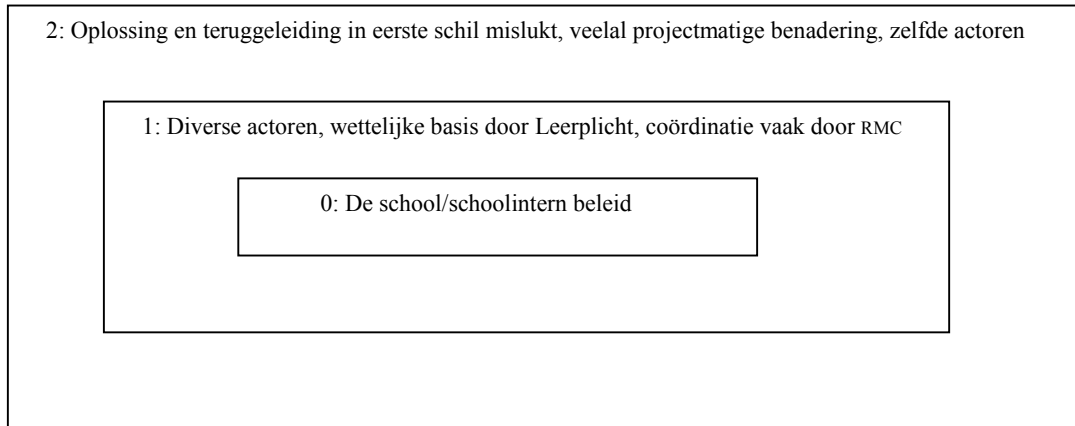 2: Oplossing en teruggeleiding in eerste schil mislukt, veelal projectmatige benadering, zelfde actoren
1: Diverse actoren, wettelijke basis door Leerplicht, coördinatie vaak door RMC
0: De school/schoolintern beleid